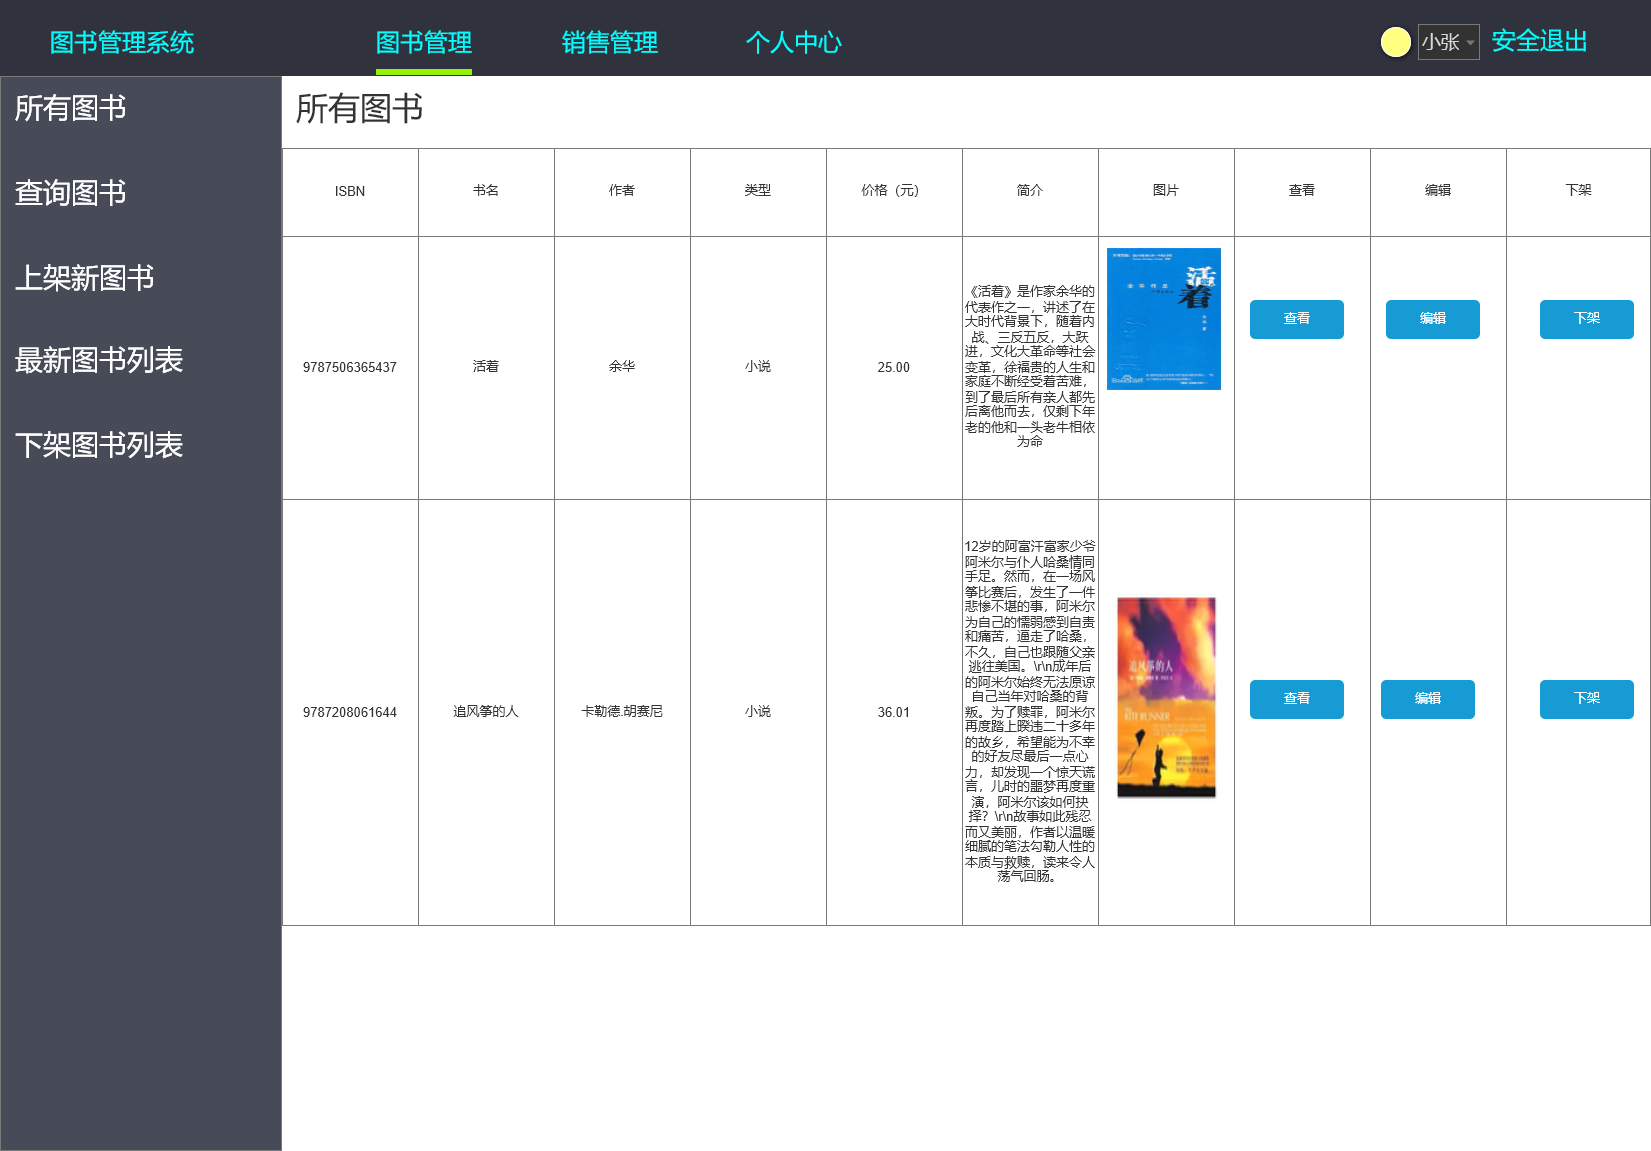 图书管理系统
图书管理
销售管理
个人中心
小张
安全退出
所有图书
查询图书
上架新图书
最新图书列表
下架图书列表
所有图书
ISBN
书名
作者
类型
价格（元）
简介
图片
查看
编辑
下架
9787506365437
活着
余华
小说
25.00
《活着》是作家余华的
代表作之一，讲述了在
大时代背景下，随着内
战、三反五反，大跃
进，文化大革命等社会
变革，徐福贵的人生和
家庭不断经受着苦难，
到了最后所有亲人都先
后离他而去，仅剩下年
老的他和一头老牛相依
为命
活着
查看
编辑
下架
9787208061644
追风筝的人
卡勒德.胡赛尼
小说
36.01
12岁的阿富汗富家少爷
阿米尔与仆人哈桑情同
手足。然而，在一场风
筝比赛后，发生了一件
悲惨不堪的事，阿米尔
为自己的懦弱感到自责
和痛苦，逼走了哈桑，
不久，自己也跟随父亲
逃往美国。\r\n成年后
的阿米尔始终无法原谅
自己当年对哈桑的背
叛。为了赎罪，阿米尔
再度踏上暌违二十多年
的故乡，希望能为不幸
的好友尽最后一点心
力，却发现一个惊天谎
言，儿时的噩梦再度重
演，阿米尔该如何抉
择？\r\n故事如此残忍
而又美丽，作者以温暖
细腻的笔法勾勒人性的
本质与救赎，读来令人
荡气回肠。
追风筝的人
查看
编辑
下架